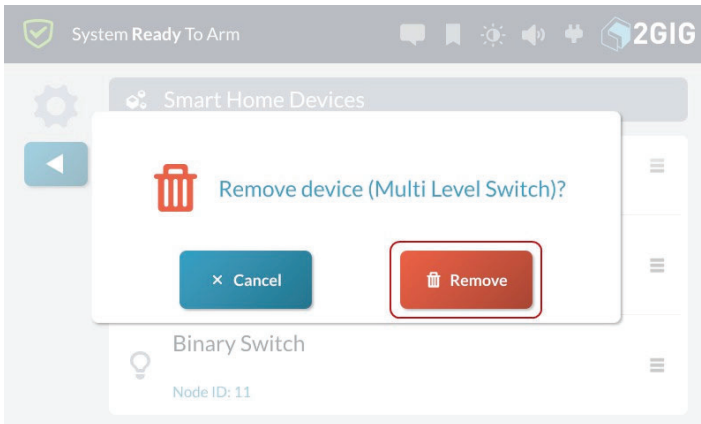 System Ready To Arm
2GIG
Smart Home Devices
Remove device (Multi Level Switch)?
× Cancel
Remove
Binary Switch
Node ID: 11